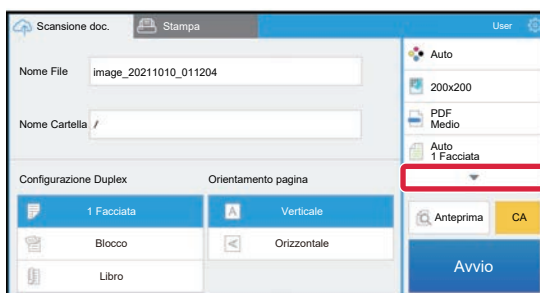 Scansione doc.
Stampa
User
Nome File
image_20211010_011204
Nome Cartella
/
Configurazione Duplex
Orientamento pagina
1 Facciata
Verticale
Blocco
Orizzontale
Libro
Auto
200x200
PDF
Medio
Auto
1 Facciata
Anteprima
CA
Avvio